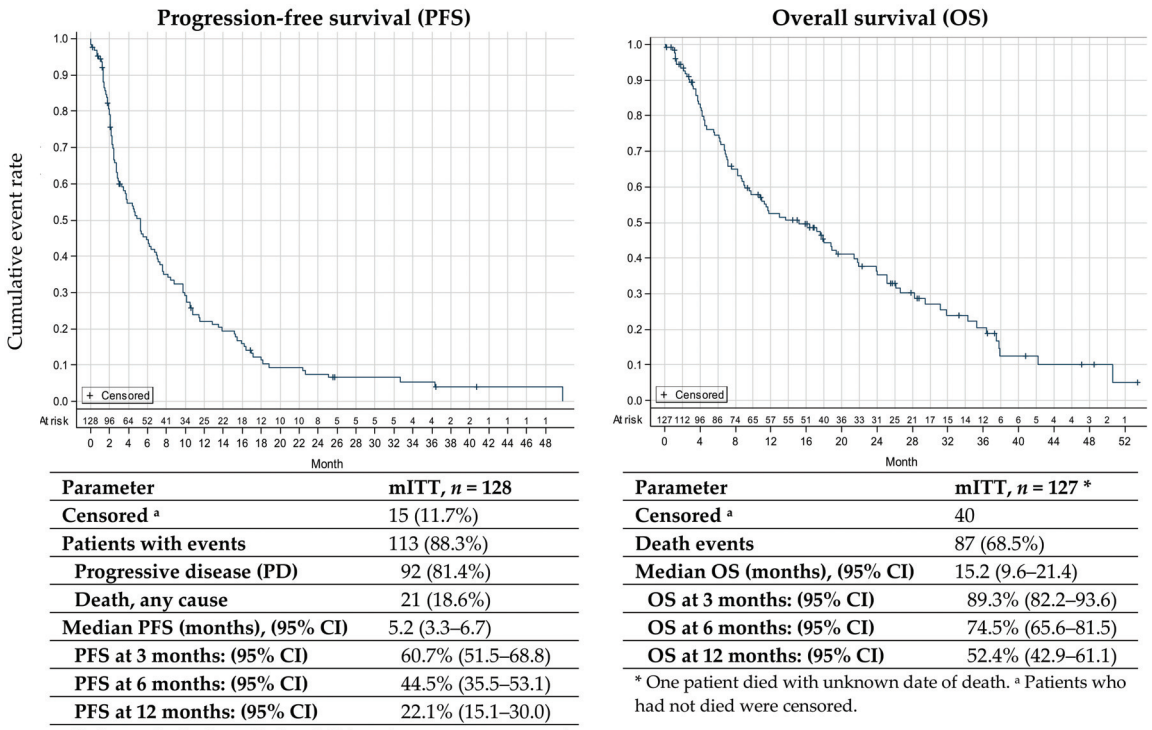 Progression-free survival (PFS)
Cumulative event rate
1.0
0.9
0.8
0.7
0.6
0.5
0.4
0.3
0.2
0.1
0.0
+ Censored
At risk 128 96 64 52 41 34 25 22 18 12 10 10 8 5 5 5 5 4 4 2 2 1 1 1 1
0 2 4 6 8 10 12 14 16 18 20 22 24 26 28 30 32 34 36 38 40 42 44 46 48
Month
Parameter mITT, n = 128
Censored a 15 (11.7%)
Patients with events 113 (88.3%)
Progressive disease (PD) 92 (81.4%)
Death, any cause 21 (18.6%)
Median PFS (months), (95% CI) 5.2 (3.3–6.7)
PFS at 3 months: (95% CI) 60.7% (51.5–68.8)
PFS at 6 months: (95% CI) 44.5% (35.5–53.1)
PFS at 12 months: (95% CI) 22.1% (15.1–30.0)
Overall survival (OS)
1.0
0.9
0.8
0.7
0.6
0.5
0.4
0.3
0.2
0.1
0.0
+ Censored
At risk 127 112 96 86 74 65 57 55 51 40 36 33 31 25 21 17 15 14 12 6 6 5 4 4 3 2 1
0 4 8 12 16 20 24 28 32 36 40 44 48 52
Month
Parameter mITT, n = 127 *
Censored a 40
Death events 87 (68.5%)
Median OS (months), (95% CI) 15.2 (9.6–21.4)
OS at 3 months: (95% CI) 89.3% (82.2–93.6)
OS at 6 months: (95% CI) 74.5% (65.6–81.5)
OS at 12 months: (95% CI) 52.4% (42.9–61.1)
* One patient died with unknown date of death. a Patients who
had not died were censored.